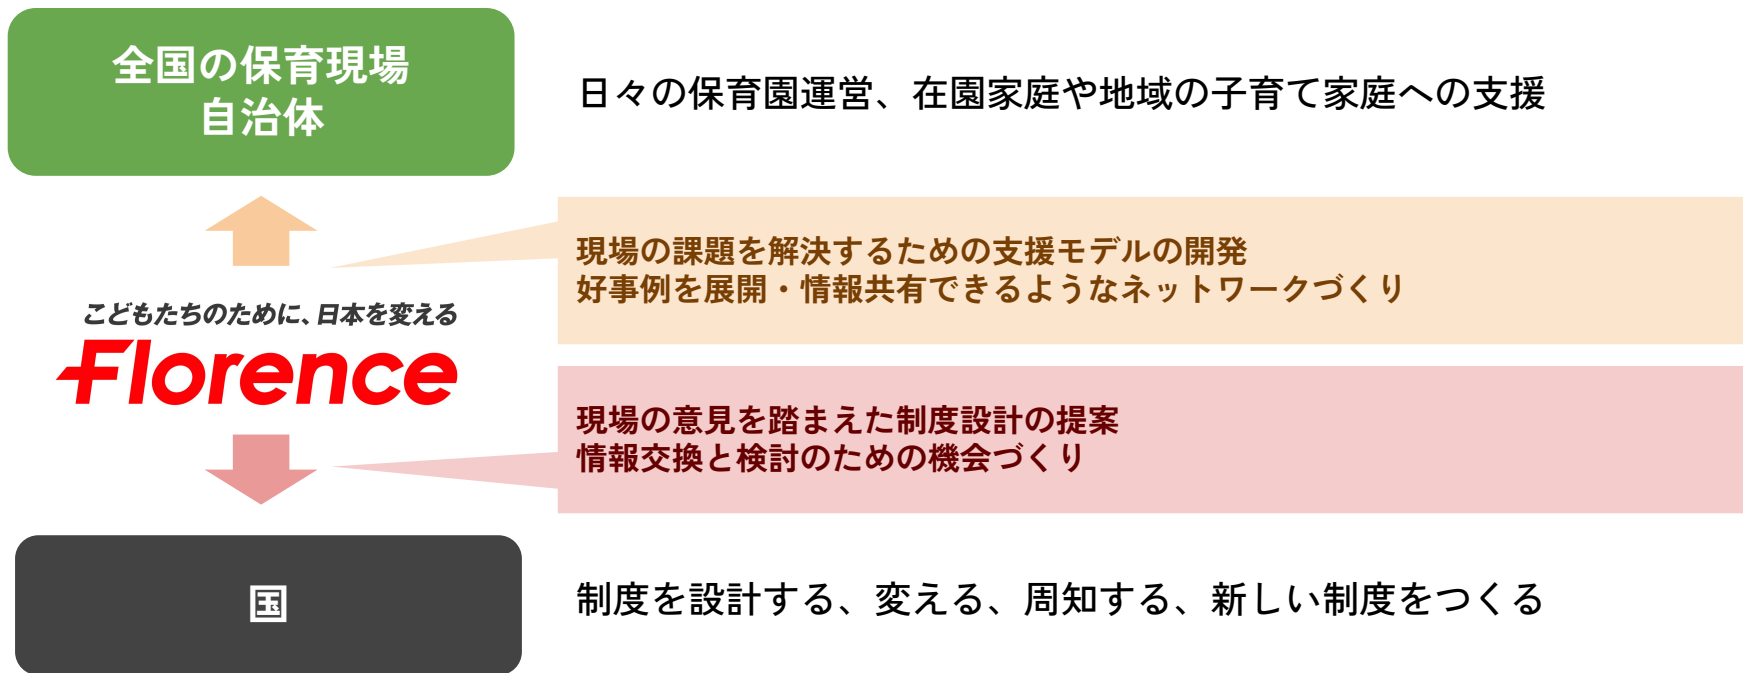 全国の保育現場
自治体
日々の保育園運営、在園家庭や地域の子育て家庭への支援
現場の課題を解決するための支援モデルの開発
好事例を展開・情報共有できるようなネットワークづくり
こどもたちのために、日本を変える
Florence
現場の意見を踏まえた制度設計の提案
情報交換と検討のための機会づくり
国
制度を設計する、変える、周知する、新しい制度をつくる